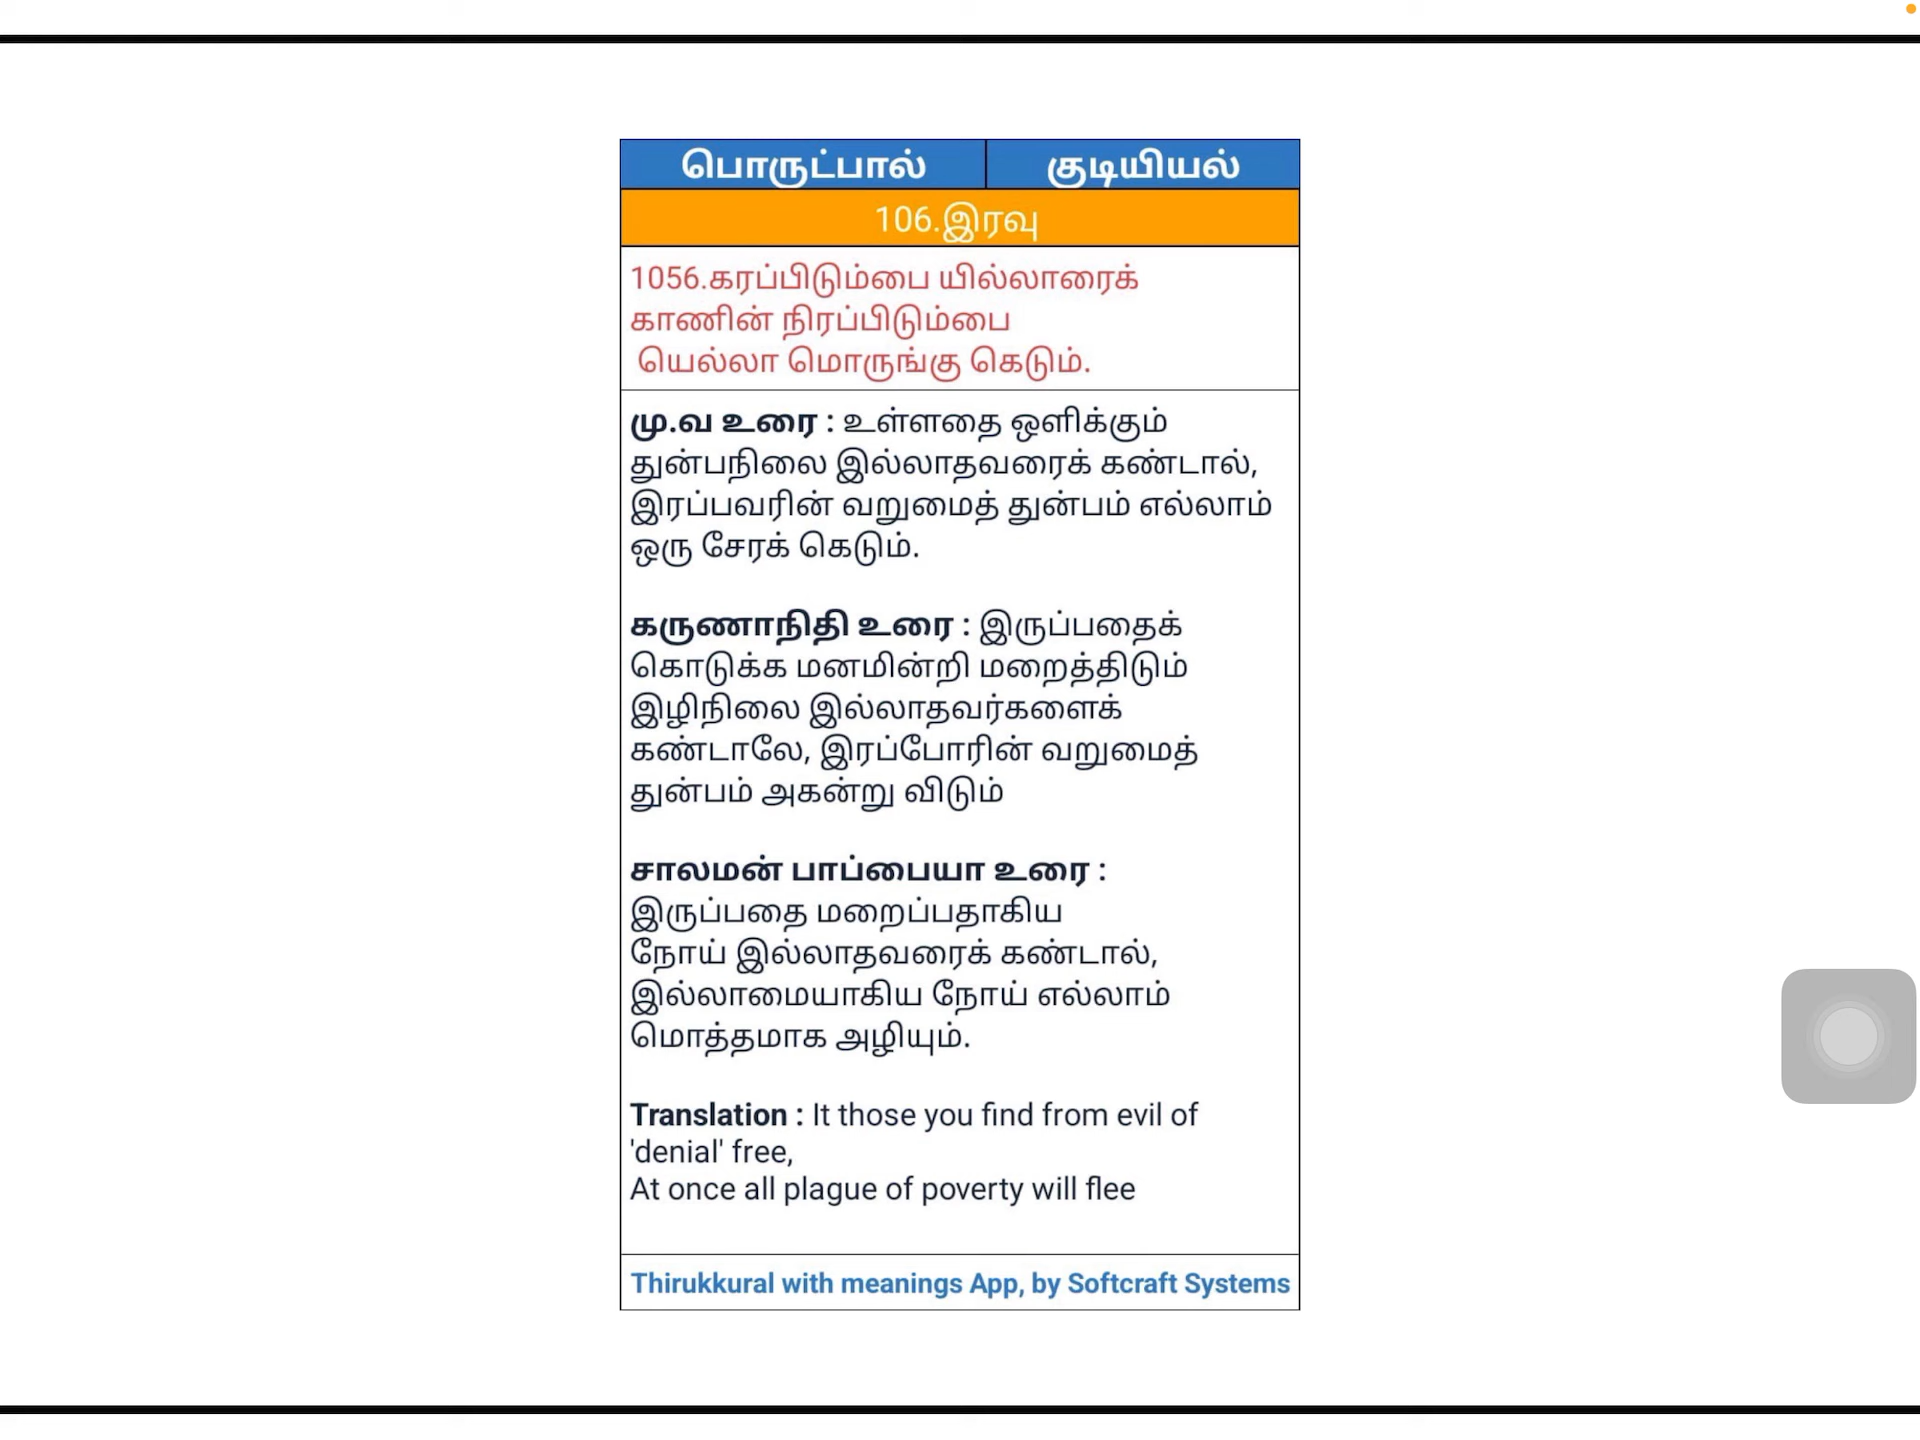 பொருட்பால் குடியியல்
106.இரவு
1056.கரப்பிடும்பை யில்லாரைக்
காணின் நிரப்பிடும்பை
யெல்லா மொருங்கு கெடும்.
மு.வ உரை : உள்ளதை ஒளிக்கும்
துன்பநிலை இல்லாதவரைக் கண்டால்,
இரப்பவரின் வறுமைத் துன்பம் எல்லாம்
ஒரு சேரக் கெடும்.
கருணாநிதி உரை : இருப்பதைக்
கொடுக்க மனமின்றி மறைத்திடும்
இழிநிலை இல்லாதவர்களைக்
கண்டாலே, இரப்போரின் வறுமைத்
துன்பம் அகன்று விடும்
சாலமன் பாப்பையா உரை :
இருப்பதை மறைப்பதாகிய
நோய் இல்லாதவரைக் கண்டால்,
இல்லாமையாகிய நோய் எல்லாம்
மொத்தமாக அழியும்.
Translation : It those you find from evil of
'denial' free,
At once all plague of poverty will flee
Thirukkural with meanings App, by Softcraft Systems